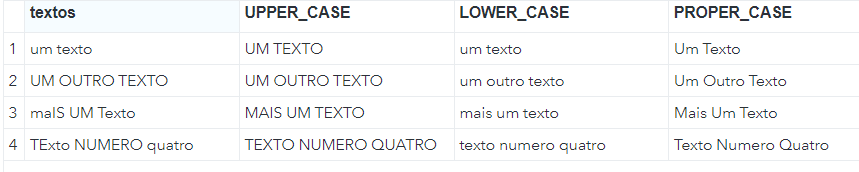 textos UPPER_CASE LOWER_CASE PROPER_CASE
1 um texto UM TEXTO um texto Um Texto
2 UM OUTRO TEXTO UM OUTRO TEXTO um outro texto Um Outro Texto
3 maIS UM Texto MAIS UM TEXTO mais um texto Mais Um Texto
4 TExto NUMERO quatro TEXTO NUMERO QUATRO texto numero quatro Texto Numero Quatro